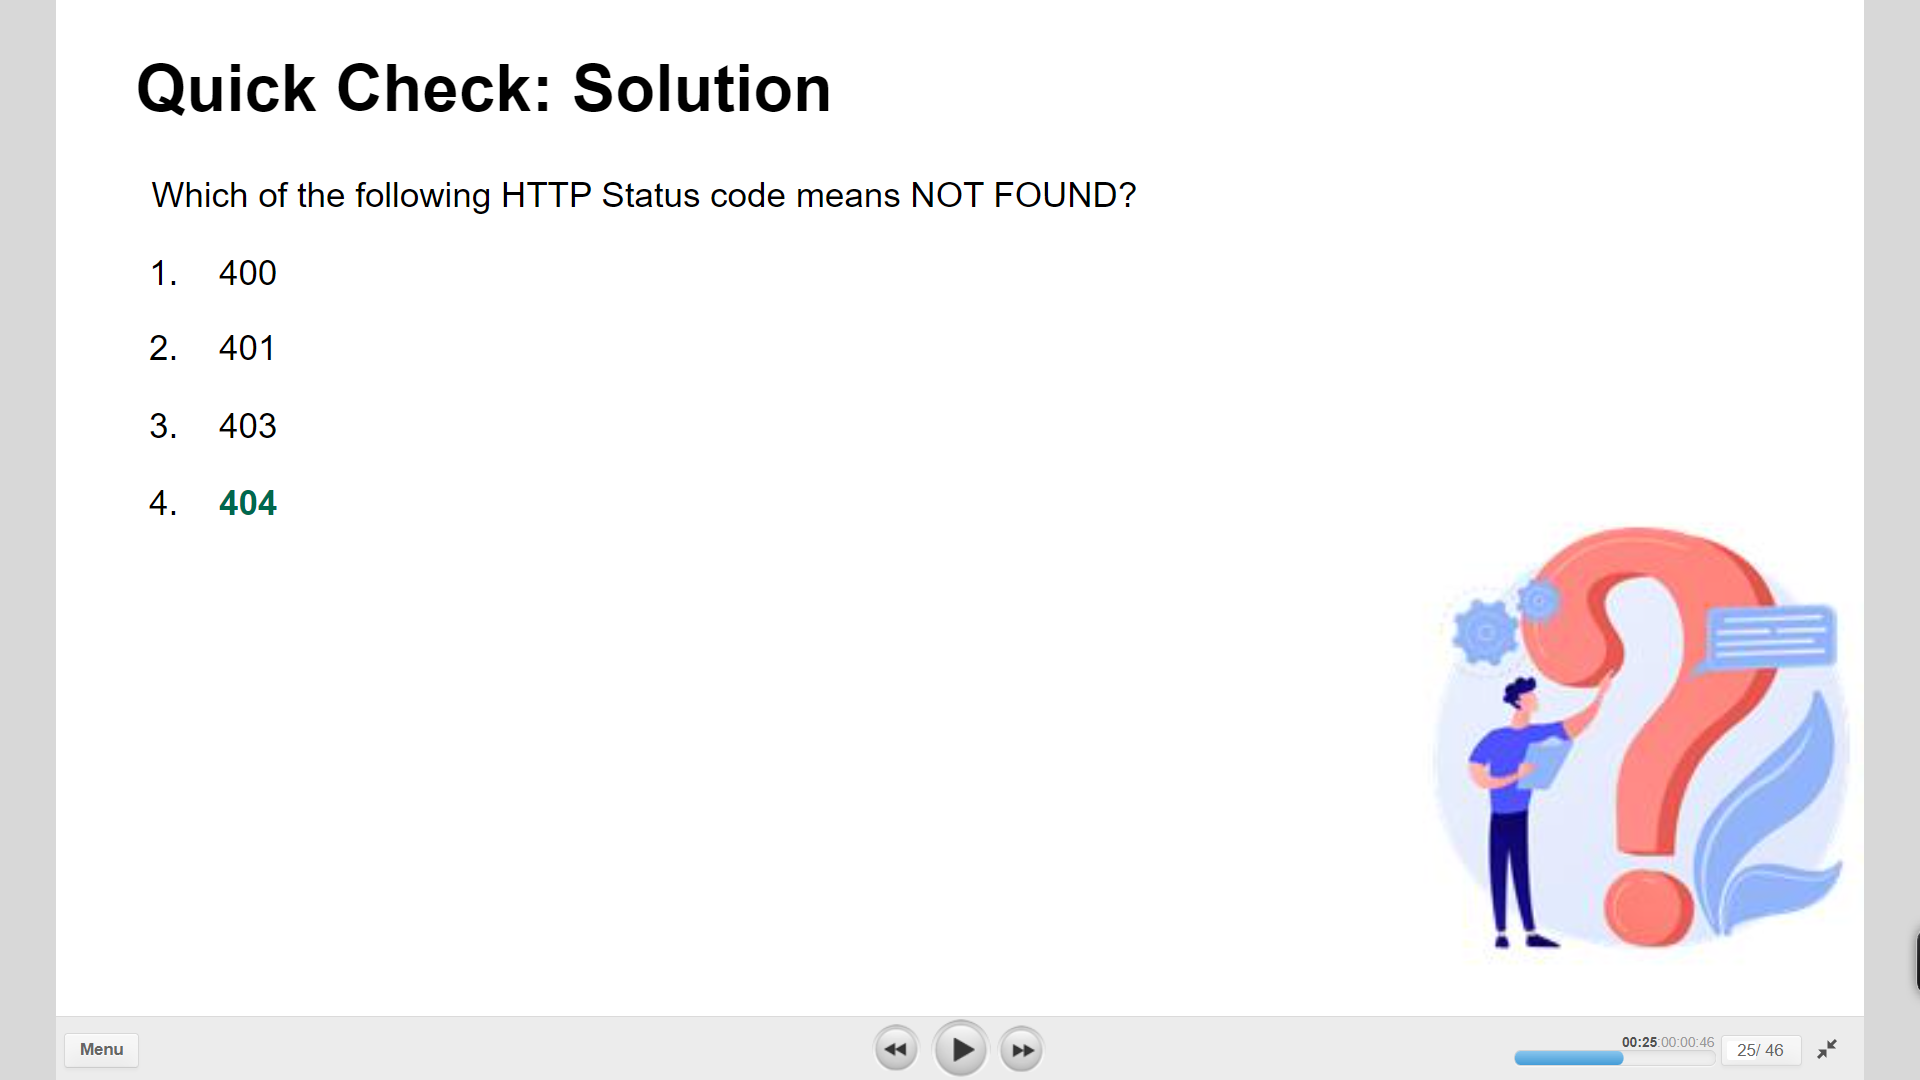 Quick Check: Solution
Which of the following HTTP Status code means NOT FOUND?
1. 400
2. 401
3. 403
4. 404
Menu
00:25:00:00:46
25/ 46